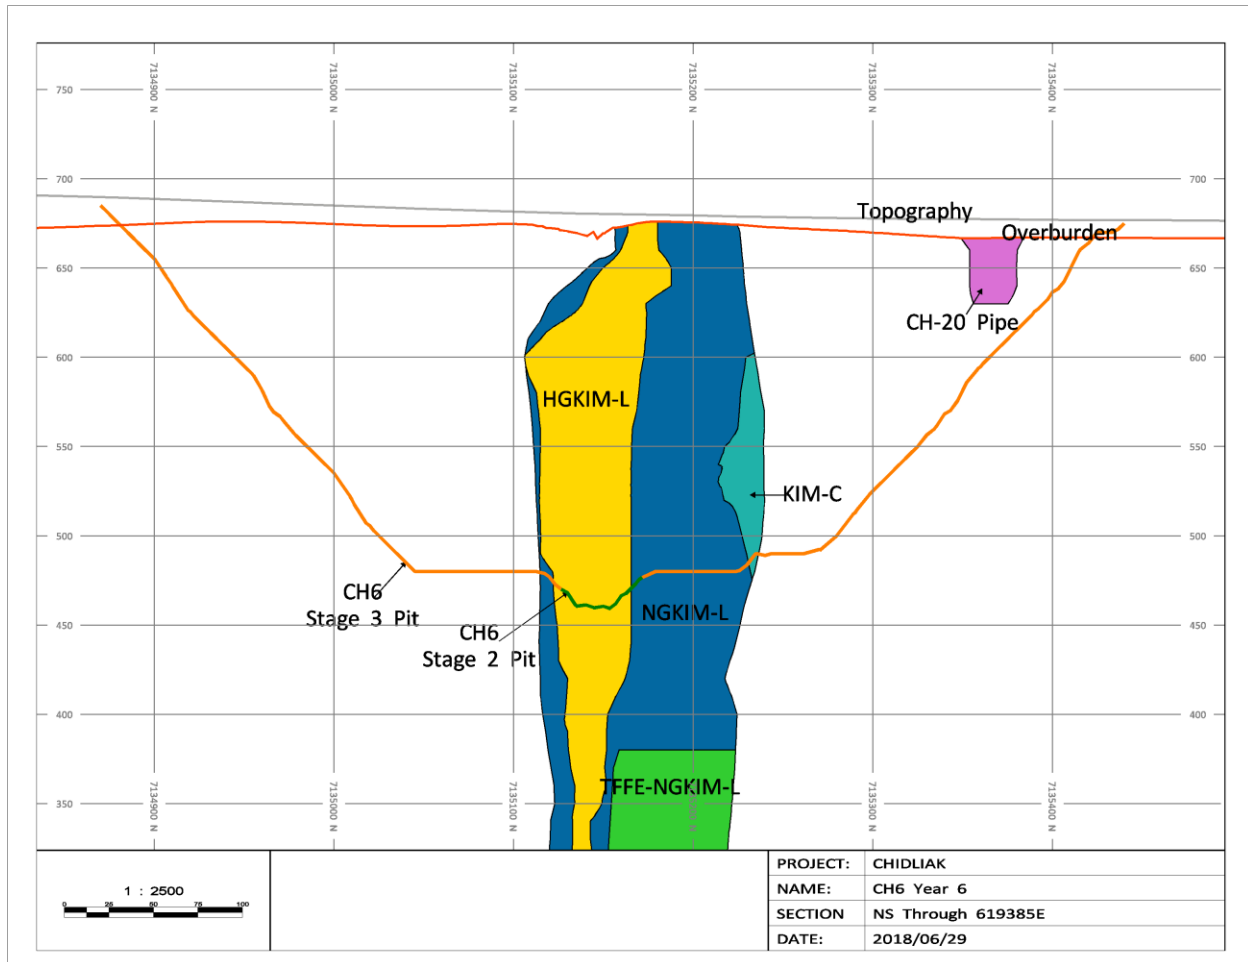 7134900 N
7135000 N
7135100 N
7135200 N
7135300 N
7135400 N
750
750
700
700
Topography
Overburden
650
650
CH-20 Pipe
600
600
HGKIM-L
550
550
KIM-C
500
500
CH6
Stage 3 Pit
NGKIM-L
CH6
Stage 2 Pit
450
450
400
400
TFFE-NGKIM-L
350
350
7134900 N
7135000 N
7135100 N
7135200 N
7135300 N
7135400 N
1 : 2500
0 25 50 75 100
PROJECT: CHIDLIAK
NAME: CH6 Year 6
SECTION NS Through 619385E
DATE: 2018/06/29